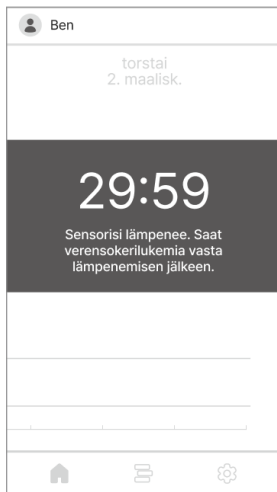 Ben
torstai
2. maalisk.
29:59
Sensorisi lämpenee. Saat
verensokerilukemia vasta
lämpenemisen jälkeen.